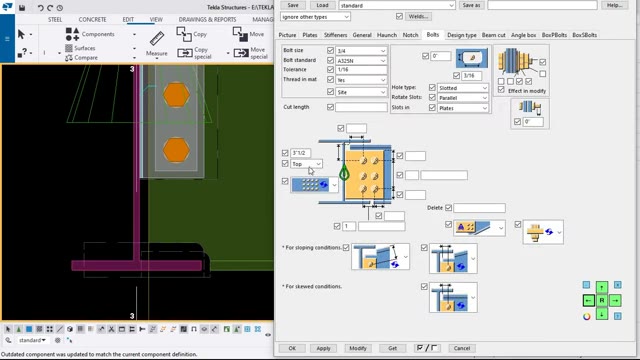 Tekla Structures E:\TEKLA
STEEL CONCRETE EDIT VIEW DRAWINGS & REPORTS MANAGE
Components
Surfaces
Compare
Measure
Copy special
Copy
Move special
Move
3
3
standard
Outdated component was updated to match the current component definition.
Save Load standard Save as Help...
ignore other types Welds...
Picture Plates Stiffeners General Haunch Notch Bolts Design type Beam cut Angle box BoxPBolts BoxSBolts
Bolt size 3/4
Bolt standard A325N
Tolerance 1/16
Thread in mat Yes
Site
Cut length
0"
3/16
Hole type: Slotted
Rotate Slots: Parallel
Slots in Plates
Effect in modify
0"
3"1/2
Top
1
Delete
* For sloping conditions.
* For skewed conditions.
R
OK Apply Modify Get Cancel